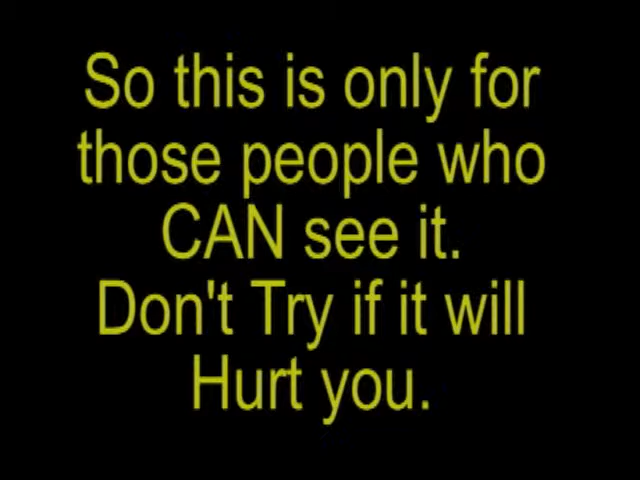 So this is only for
those people who
CAN see it.
Don't Try if it will
Hurt you.